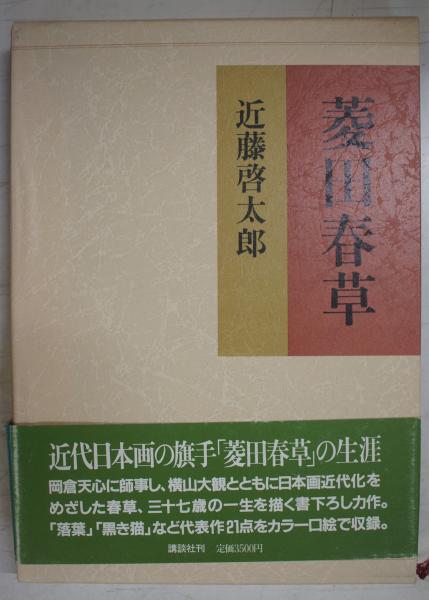 菱田春草
近藤啓太郎
近代日本画の旗手「菱田春草」の生涯
岡倉天心に師事し、横山大観とともに日本画近代化を
めざした春草、三十七歳の一生を描く書下ろし力作。
「落葉」「黒き猫」など代表作21点をカラー口絵で収録。
講談社刊 定価3500円